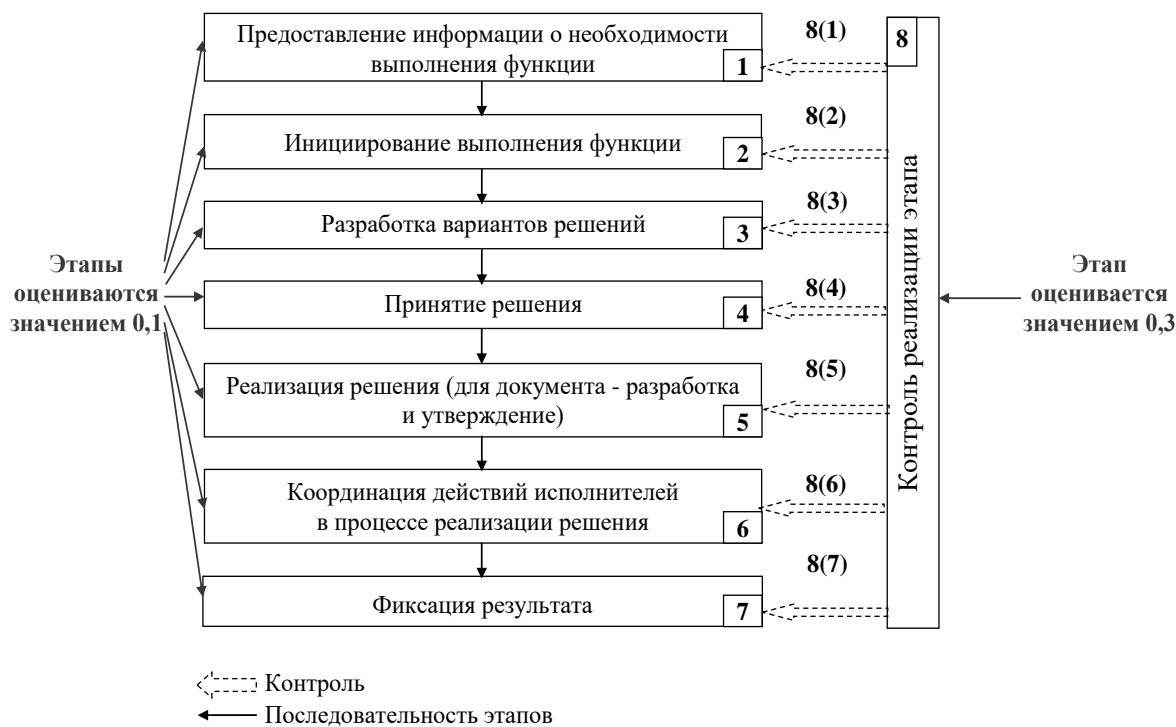 Предоставление информации о необходимости
выполнения функции
1
8(1)
8
Инициирование выполнения функции
2
8(2)
Разработка вариантов решений
3
8(3)
Этапы
оцениваются
значением 0,1
Принятие решения
4
8(4)
Контроль реализации этапа
Этап
оценивается
значением 0,3
Реализация решения (для документа - разработка
и утверждение)
5
8(5)
Координация действий исполнителей
в процессе реализации решения
6
8(6)
Фиксация результата
7
8(7)
Контроль
Последовательность этапов